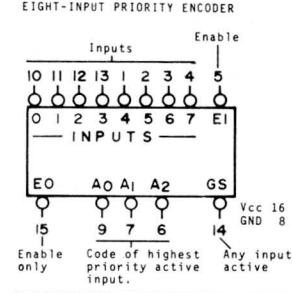 EIGHT-INPUT PRIORITY ENCODER
Enable
Inputs
10 11 12 13 1 2 3 4 5
0 1 2 3 4 5 6 7 EI
INPUTS
EO A0 A1 A2 GS
Vcc 16
GND 8
15 9 7 6 14
Enable only
Code of highest priority active input.
Any input active